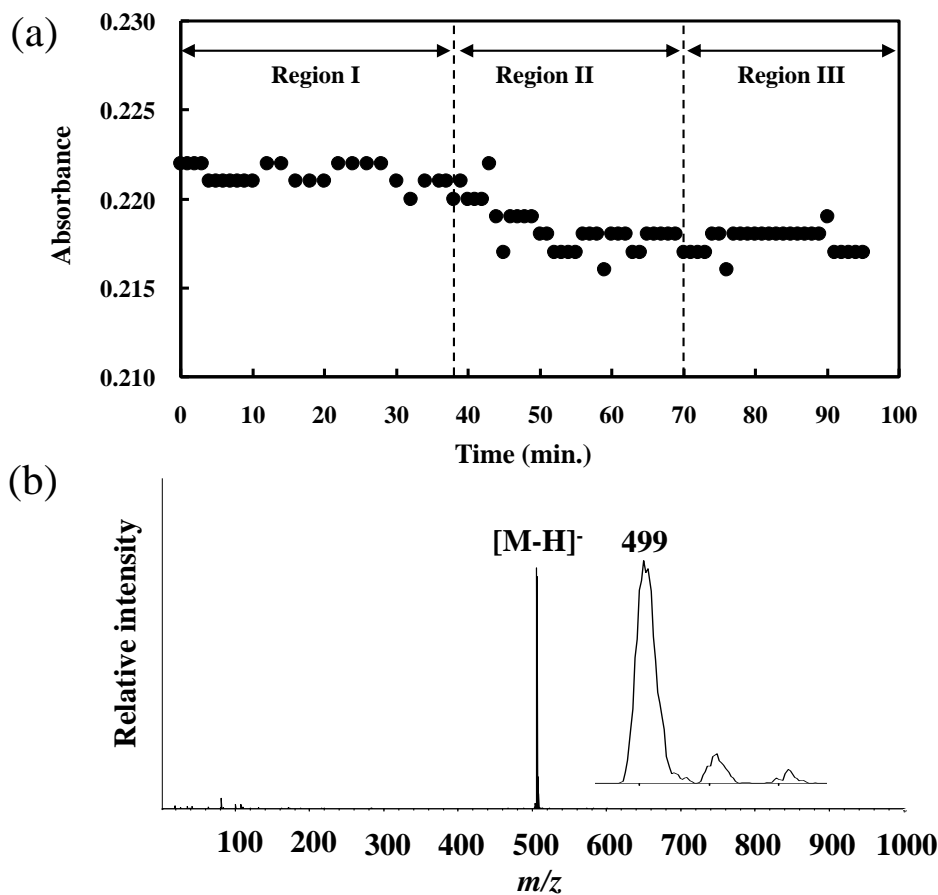 (a)
0.230
Region I Region II Region III
0.225
Absorbance
0.220
0.215
0.210
0 10 20 30 40 50 60 70 80 90 100
Time (min.)
(b)
[M-H]- 499
Relative intensity
100 200 300 400 500 600 700 800 900 1000
m/z